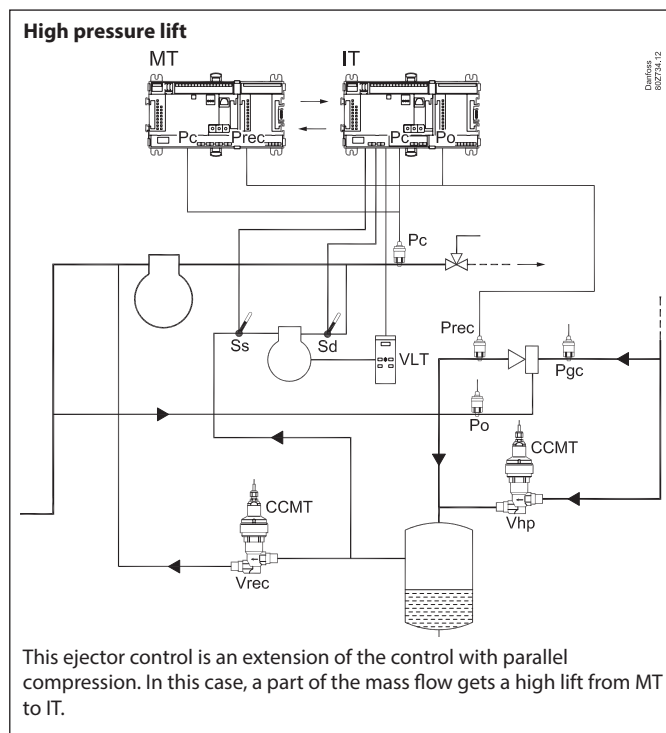 High pressure lift
MT
IT
Danfoss
80Z734.12
Pc
Prec
Pc
Po
Pc
Ss
Sd
VLT
Prec
Pgc
Po
CCMT
Vhp
CCMT
Vrec
This ejector control is an extension of the control with parallel
compression. In this case, a part of the mass flow gets a high lift from MT
to IT.